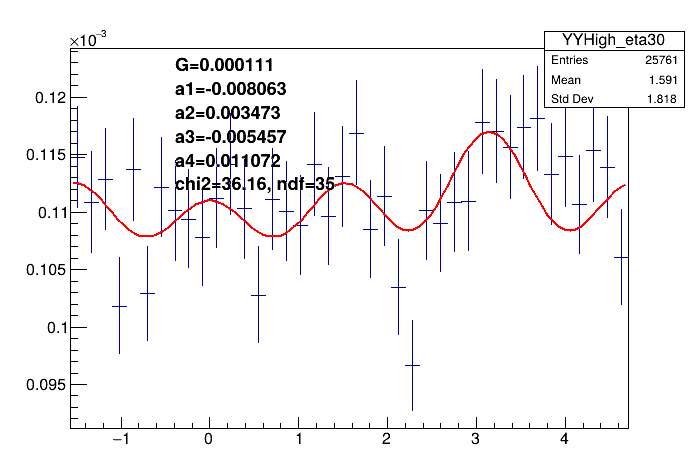 ×10⁻³
YYHigh_eta30
Entries 25761
Mean 1.591
Std Dev 1.818
G=0.000111
a1=-0.008063
a2=0.003473
a3=-0.005457
a4=0.011072
chi2=36.16, ndf=35
0.12
0.115
0.11
0.105
0.1
0.095
−1 0 1 2 3 4